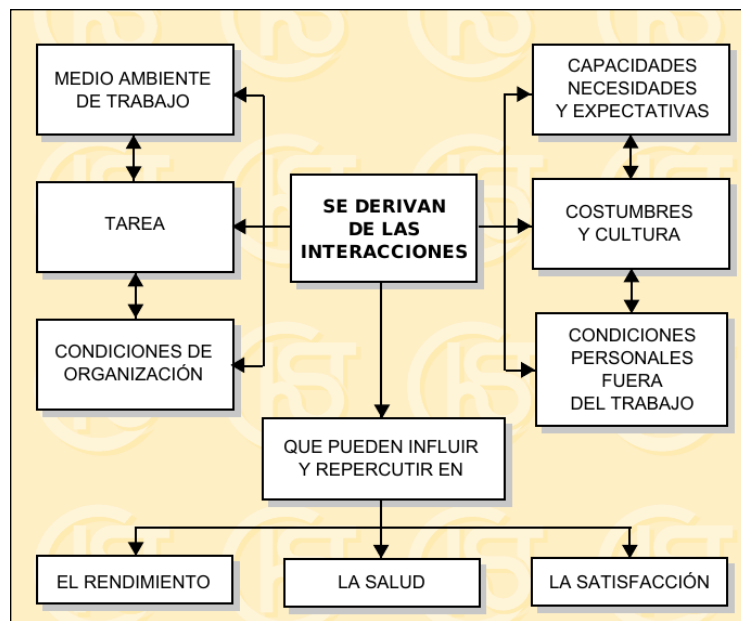 MEDIO AMBIENTE
DE TRABAJO
TAREA
CONDICIONES DE
ORGANIZACIÓN
SE DERIVAN
DE LAS
INTERACCIONES
CAPACIDADES
NECESIDADES
Y EXPECTATIVAS
COSTUMBRES
Y CULTURA
CONDICIONES
PERSONALES
FUERA
DEL TRABAJO
QUE PUEDEN INFLUIR
Y REPERCUTIR EN
EL RENDIMIENTO
LA SALUD
LA SATISFACCIÓN